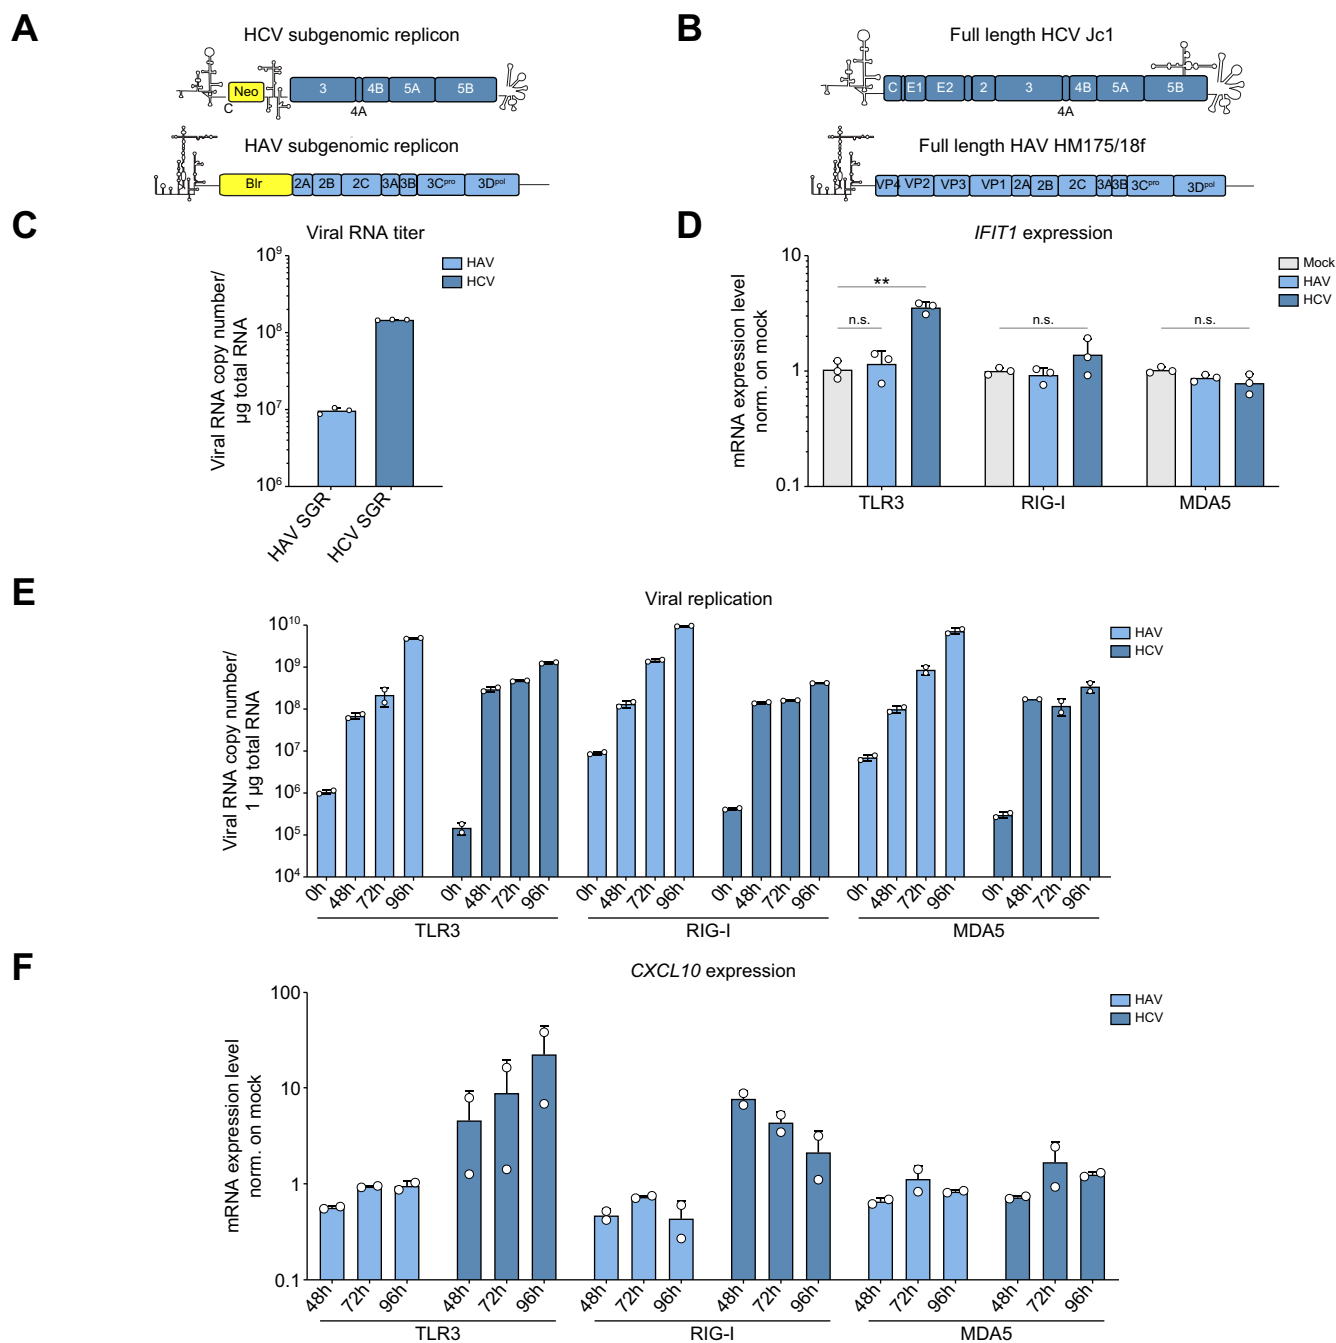 A
HCV subgenomic replicon
Neo
C
3
4A
4B
5A
5B
HAV subgenomic replicon
Blr
2A
2B
2C
3A
3B
3Cpro
3Dpol
B
Full length HCV Jc1
C
E1
E2
2
3
4A
4B
5A
5B
Full length HAV HM175/18f
VP4
VP2
VP3
VP1
2A
2B
2C
3A
3B
3Cpro
3Dpol
C
Viral RNA titer
Viral RNA copy number/
µg total RNA
10⁹
10⁸
10⁷
10⁶
HAV SGR
HCV SGR
HAV
HCV
D
IFIT1 expression
mRNA expression level
norm. on mock
10
1
0.1
**
n.s.
n.s.
n.s.
TLR3
RIG-I
MDA5
Mock
HAV
HCV
E
Viral replication
Viral RNA copy number/
1 µg total RNA
10¹⁰
10⁹
10⁸
10⁷
10⁶
10⁵
10⁴
0h 48h 72h 96h 0h 48h 72h 96h 0h 48h 72h 96h 0h 48h 72h 96h 0h 48h 72h 96h 0h 48h 72h 96h
TLR3
RIG-I
MDA5
HAV
HCV
F
CXCL10 expression
mRNA expression level
norm. on mock
100
10
1
0.1
48h 72h 96h 48h 72h 96h 48h 72h 96h 48h 72h 96h 48h 72h 96h 48h 72h 96h
TLR3
RIG-I
MDA5
HAV
HCV